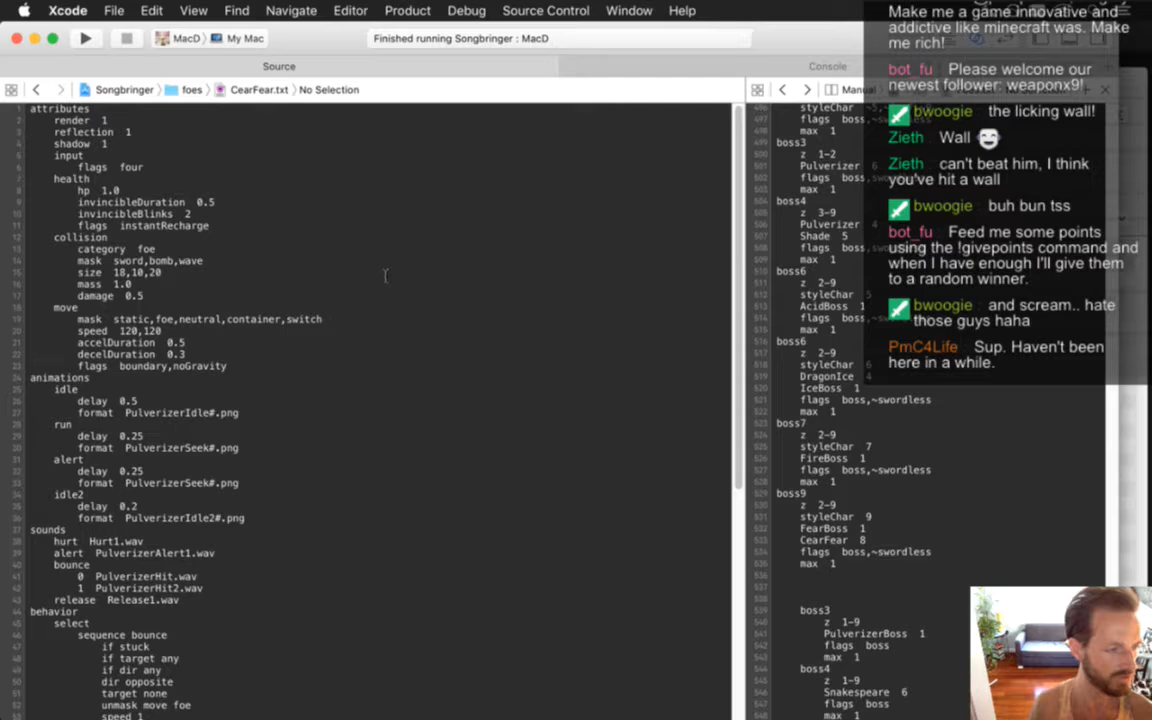 Xcode File Edit View Find Navigate Editor Product Debug Source Control Window Help
MacD My Mac
Finished running Songbringer : MacD
Source
Console
Songbringer foes CearFear.txt No Selection
Manual
attributes
render 1
reflection 1
shadow 1
input
flags four
health
hp 1.0
invincibleDuration 0.5
invincibleBlinks 2
flags instantRecharge
collision
category foe
mask sword,bomb,wave
size 18,10,20
mass 1.0
damage 0.5
move
mask static,foe,neutral,container,switch
speed 120,120
accelDuration 0.5
decelDuration 0.3
flags boundary,noGravity
animations
idle
delay 0.5
format PulverizerIdle#.png
run
delay 0.25
format PulverizerSeek#.png
alert
delay 0.25
format PulverizerSeek#.png
idle2
delay 0.2
format PulverizerIdle2#.png
sounds
hurt Hurt1.wav
alert PulverizerAlert1.wav
bounce
0 PulverizerHit.wav
1 PulverizerHit2.wav
release Release1.wav
behavior
select
sequence bounce
if stuck
if target any
if dir any
dir opposite
target none
unmask move foe
speed 1
flags boss
max 1
boss3
z 1-2
Pulverizer 6
flags boss
max 1
boss4
z 3-9
Pulverizer 4
Shade 5
flags boss
max 1
boss6
z 2-9
styleChar 5
AcidBoss 1
flags boss
max 1
boss6
z 2-9
styleChar 6
DragonIce 4
IceBoss 1
flags boss,~swordless
max 1
boss7
z 2-9
styleChar 7
FireBoss 1
flags boss,~swordless
max 1
boss9
z 2-9
styleChar 9
FearBoss 1
CearFear 8
flags boss,~swordless
max 1
boss3
z 1-9
PulverizerBoss 1
flags boss
max 1
boss4
z 1-9
Snakespeare 6
flags boss
max 1
Make me a game innovative and
addictive like minecraft was. Make
me rich!
bot_fu Please welcome our
newest follower: weaponx9!
bwoogie the licking wall!
Zieth Wall
Zieth can't beat him, I think
you've hit a wall
bwoogie buh bun tss
bot_fu Feed me some points
using the !givepoints command and
when I have enough I'll give them
to a random winner.
bwoogie and scream.. hate
those guys haha
PmC4Life Sup. Haven't been
here in a while.